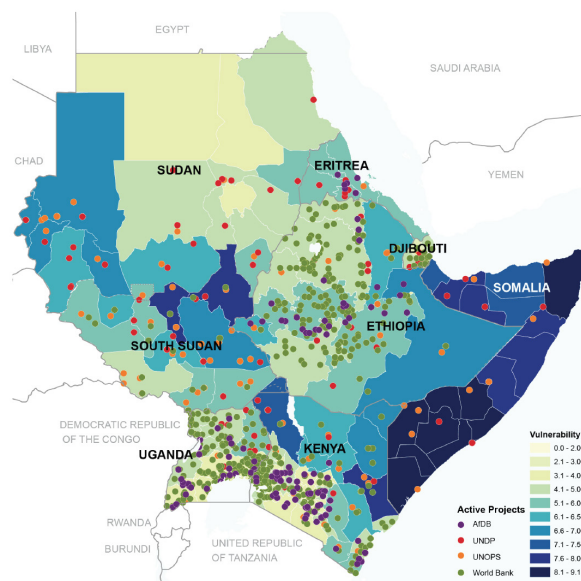 EGYPT
LIBYA
SAUDI ARABIA
CHAD
SUDAN
ERITREA
YEMEN
DJIBOUTI
SOMALIA
ETHIOPIA
SOUTH SUDAN
DEMOCRATIC REPUBLIC
OF THE CONGO
UGANDA
KENYA
RWANDA
BURUNDI
UNITED REPUBLIC
OF TANZANIA
Active Projects
AfDB
UNDP
UNOPS
World Bank
Vulnerability
0.0 - 2.0
2.1 - 3.0
3.1 - 4.0
4.1 - 5.0
5.1 - 6.0
6.1 - 6.5
6.6 - 7.0
7.1 - 7.5
7.6 - 8.0
8.1 - 9.1